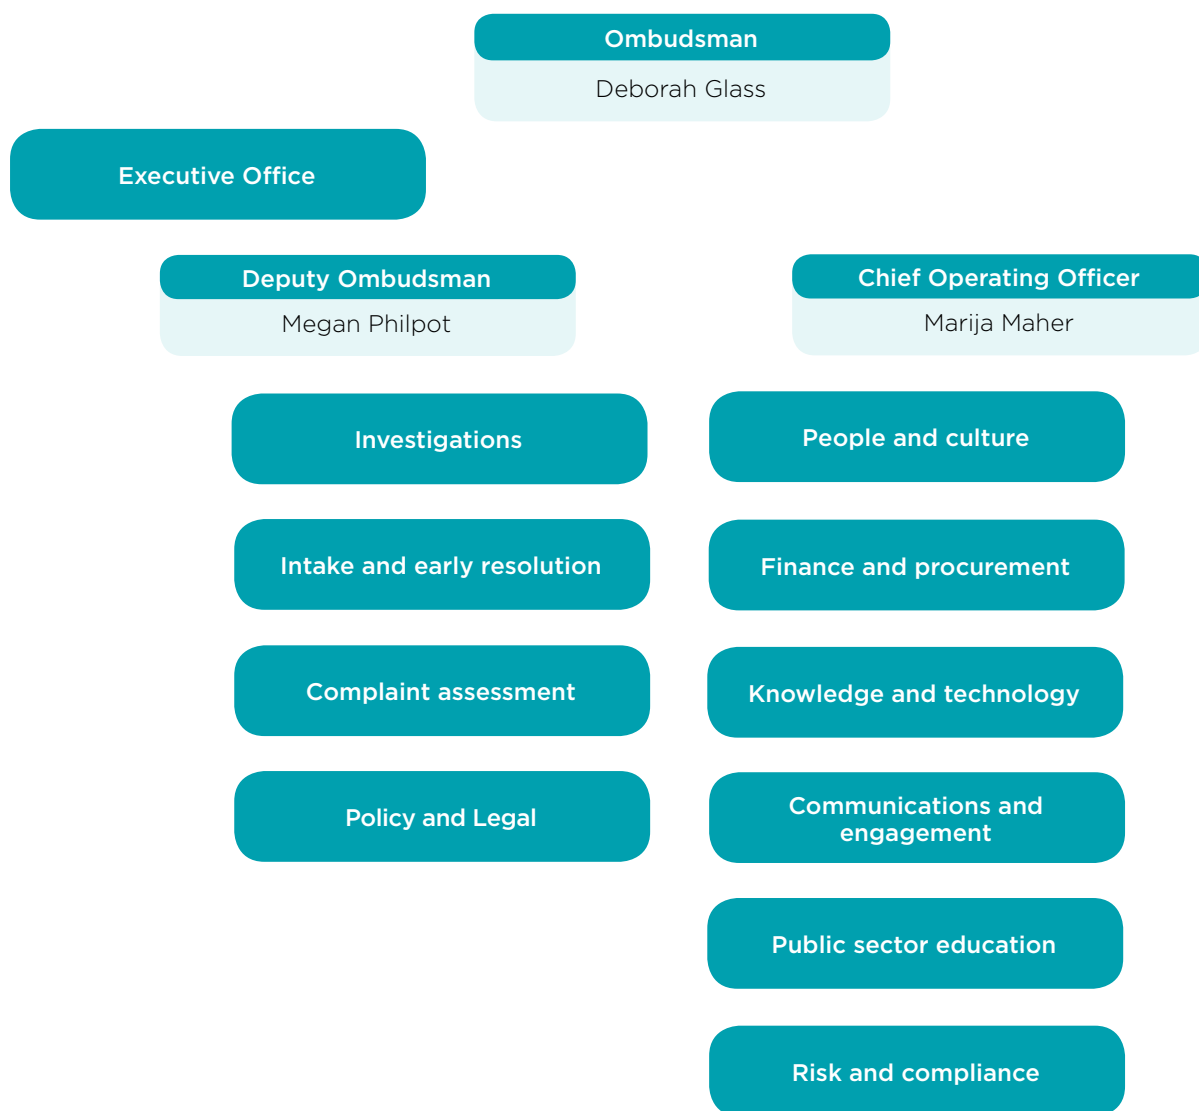 Ombudsman
Deborah Glass
Executive Office
Deputy Ombudsman
Megan Philpot
Chief Operating Officer
Marija Maher
Investigations
Intake and early resolution
Complaint assessment
Policy and Legal
People and culture
Finance and procurement
Knowledge and technology
Communications and
engagement
Public sector education
Risk and compliance